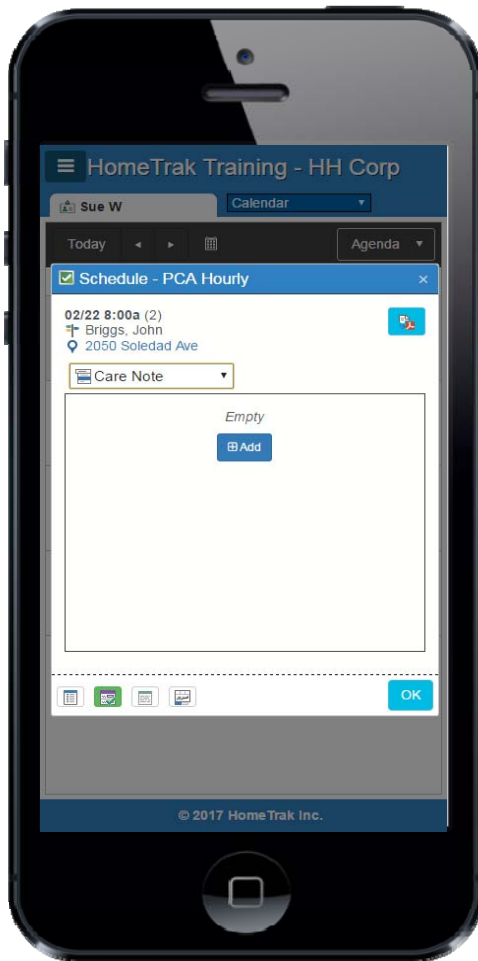 HomeTrak Training - HH Corp
Sue W
Calendar
Today
Agenda
Schedule - PCA Hourly
×
02/22 8:00a (2)
Briggs, John
2050 Soledad Ave
Care Note
Empty
Add
OK
© 2017 HomeTrak Inc.